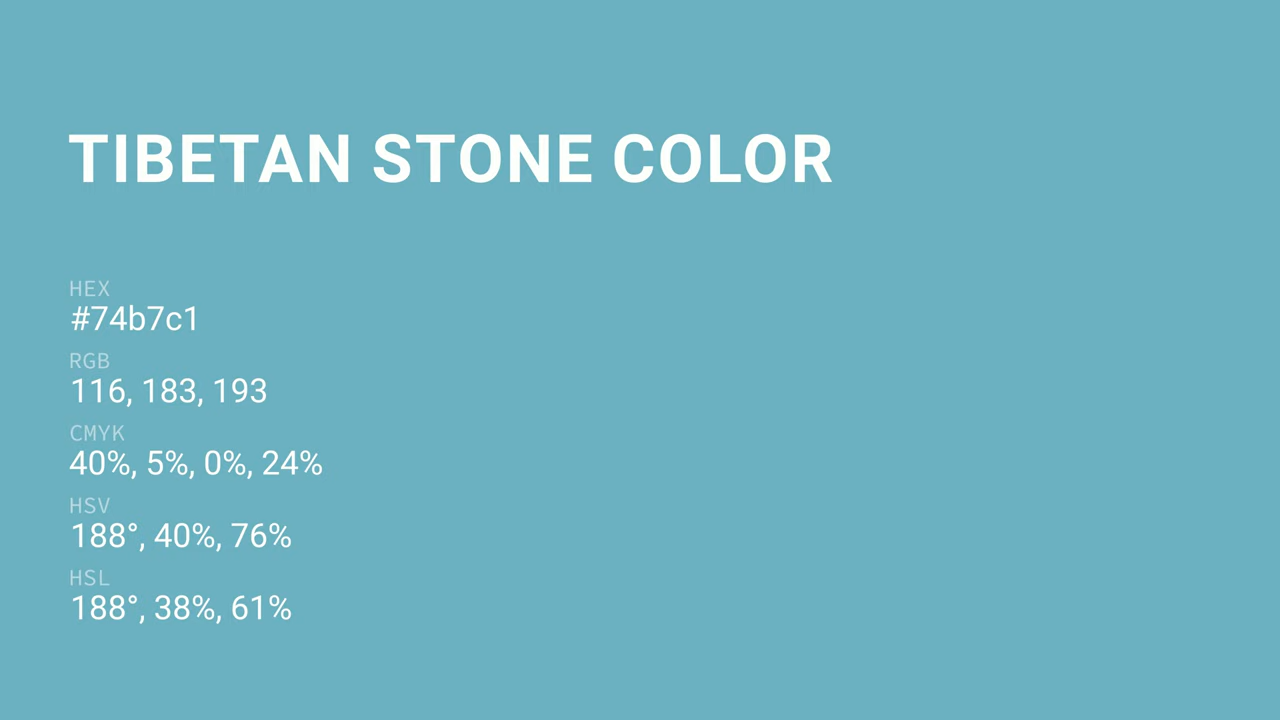 TIBETAN STONE COLOR
HEX
#74b7c1
RGB
116, 183, 193
CMYK
40%, 5%, 0%, 24%
HSV
188°, 40%, 76%
HSL
188°, 38%, 61%